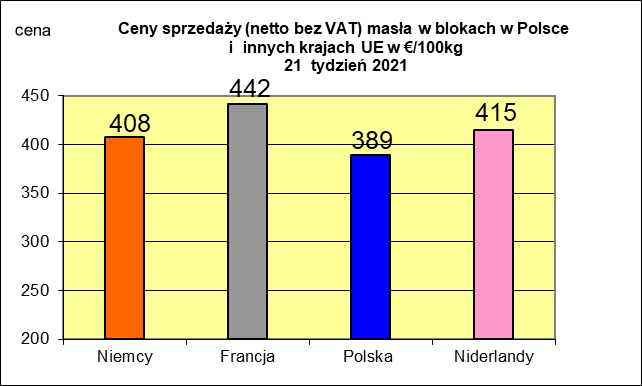 cena
Ceny sprzedaży (netto bez VAT) masła w blokach w Polsce
i innych krajach UE w €/100kg
21 tydzień 2021
450
400
350
300
250
200
408
442
389
415
Niemcy
Francja
Polska
Niderlandy